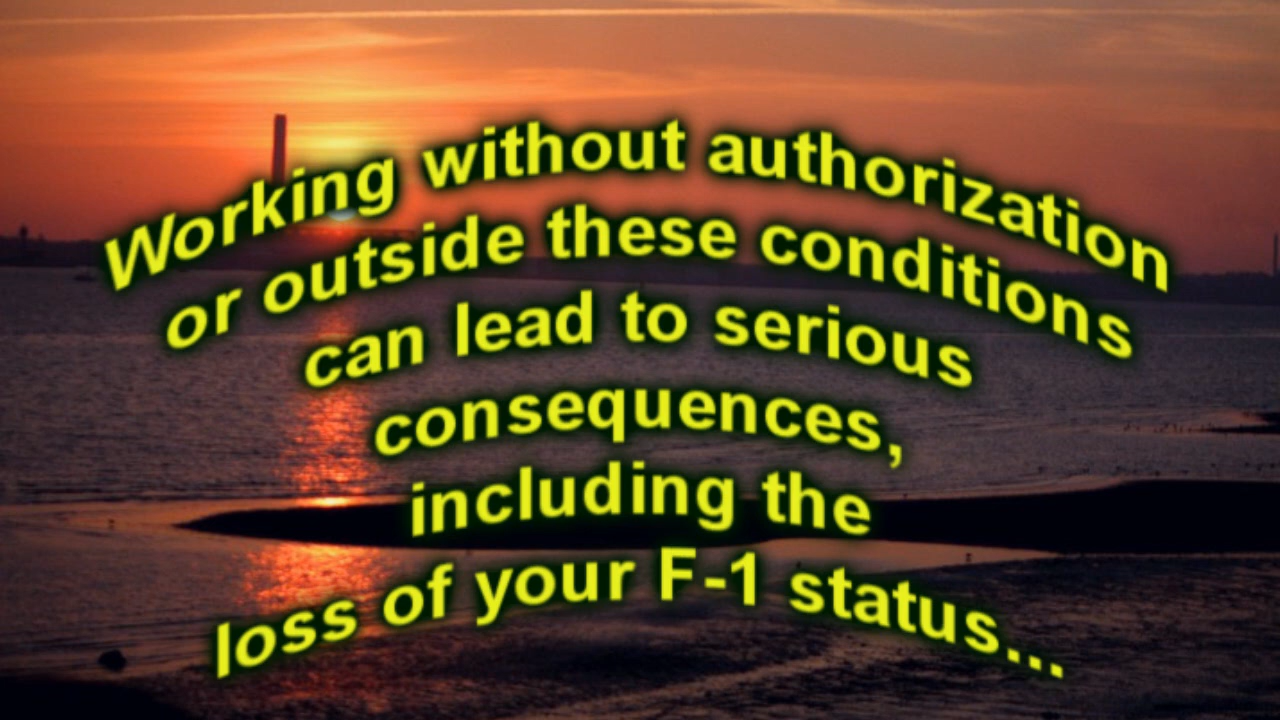 Working without authorization
or outside these conditions
can lead to serious
consequences,
including the
loss of your F-1 status...